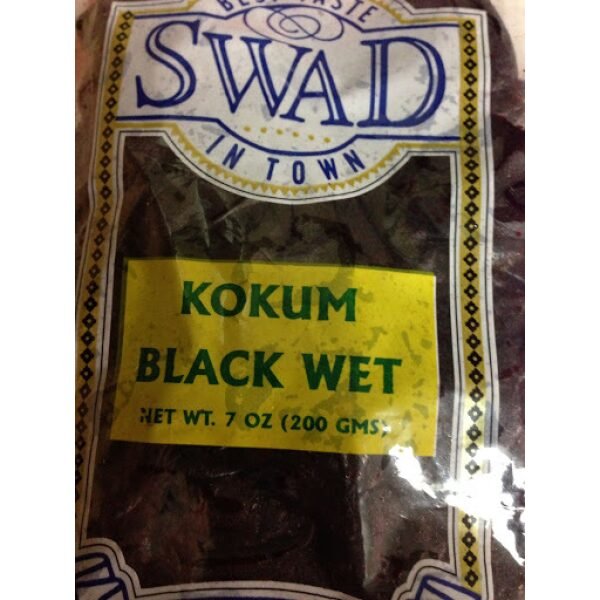 BEST TASTE
SWAD
IN TOWN
KOKUM
BLACK WET
NET WT. 7 OZ (200 GMS)